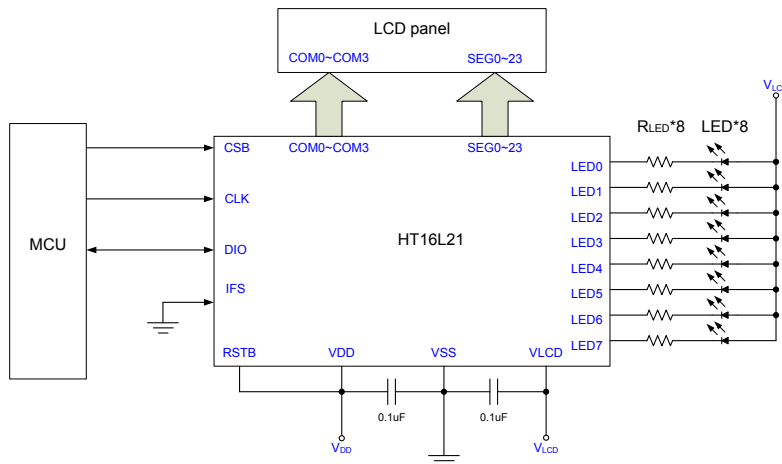 LCD panel
COM0~COM3 SEG0~23
VLC
RLED*8 LED*8
MCU
CSB COM0~COM3 SEG0~23
LED0
CLK
LED1
LED2
DIO HT16L21
LED3
LED4
IFS
LED5
LED6
RSTB VDD VSS VLCD
LED7
0.1uF 0.1uF
VDD VLCD